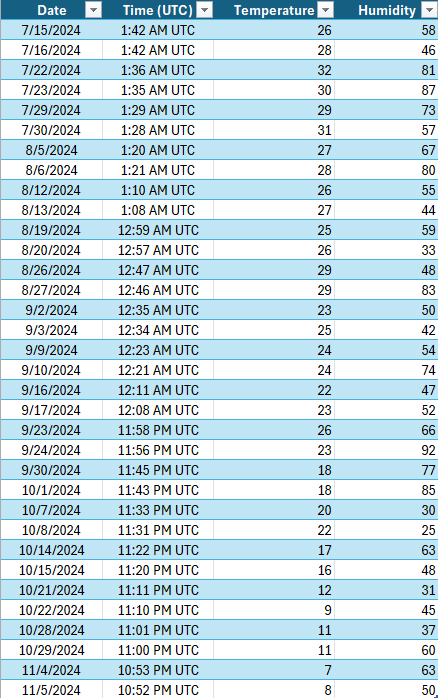 Date Time (UTC) Temperature Humidity
7/15/2024 1:42 AM UTC 26 58
7/16/2024 1:42 AM UTC 28 46
7/22/2024 1:36 AM UTC 32 81
7/23/2024 1:35 AM UTC 30 87
7/29/2024 1:29 AM UTC 29 73
7/30/2024 1:28 AM UTC 31 57
8/5/2024 1:20 AM UTC 27 67
8/6/2024 1:21 AM UTC 28 80
8/12/2024 1:10 AM UTC 26 55
8/13/2024 1:08 AM UTC 27 44
8/19/2024 12:59 AM UTC 25 59
8/20/2024 12:57 AM UTC 26 33
8/26/2024 12:47 AM UTC 29 48
8/27/2024 12:46 AM UTC 29 83
9/2/2024 12:35 AM UTC 23 50
9/3/2024 12:34 AM UTC 25 42
9/9/2024 12:23 AM UTC 24 54
9/10/2024 12:21 AM UTC 24 74
9/16/2024 12:11 AM UTC 22 47
9/17/2024 12:08 AM UTC 23 52
9/23/2024 11:58 PM UTC 26 66
9/24/2024 11:56 PM UTC 23 92
9/30/2024 11:45 PM UTC 18 77
10/1/2024 11:43 PM UTC 18 85
10/7/2024 11:33 PM UTC 20 30
10/8/2024 11:31 PM UTC 22 25
10/14/2024 11:22 PM UTC 17 63
10/15/2024 11:20 PM UTC 16 48
10/21/2024 11:11 PM UTC 12 31
10/22/2024 11:10 PM UTC 9 45
10/28/2024 11:01 PM UTC 11 37
10/29/2024 11:00 PM UTC 11 60
11/4/2024 10:53 PM UTC 7 63
11/5/2024 10:52 PM UTC 8 50